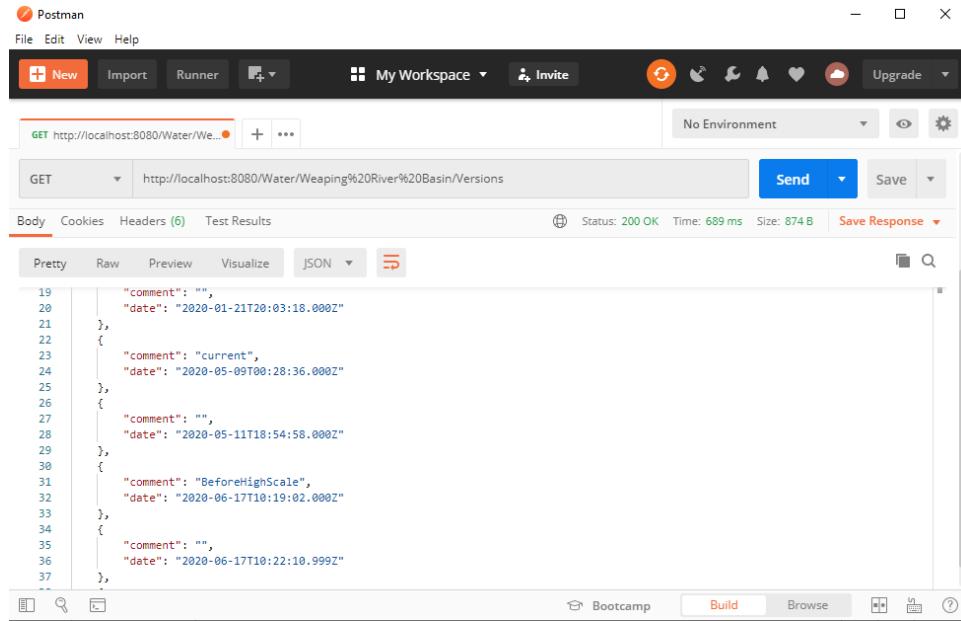 Postman
File Edit View Help
New Import Runner My Workspace Invite Upgrade
GET http://localhost:8080/Water/We... No Environment
GET http://localhost:8080/Water/Weaping%20River%20Basin/Versions Send Save
Body Cookies Headers (6) Test Results Status: 200 OK Time: 689 ms Size: 874 B Save Response
Pretty Raw Preview Visualize JSON
19 "comment": "",
20 "date": "2020-01-21T20:03:18.000Z"
21 },
22 {
23 "comment": "current",
24 "date": "2020-05-09T00:28:36.000Z"
25 },
26 {
27 "comment": "",
28 "date": "2020-05-11T18:54:58.000Z"
29 },
30 {
31 "comment": "BeforeHighScale",
32 "date": "2020-06-17T10:19:02.000Z"
33 },
34 {
35 "comment": "",
36 "date": "2020-06-17T10:22:10.999Z"
37 },
Bootcamp Build Browse